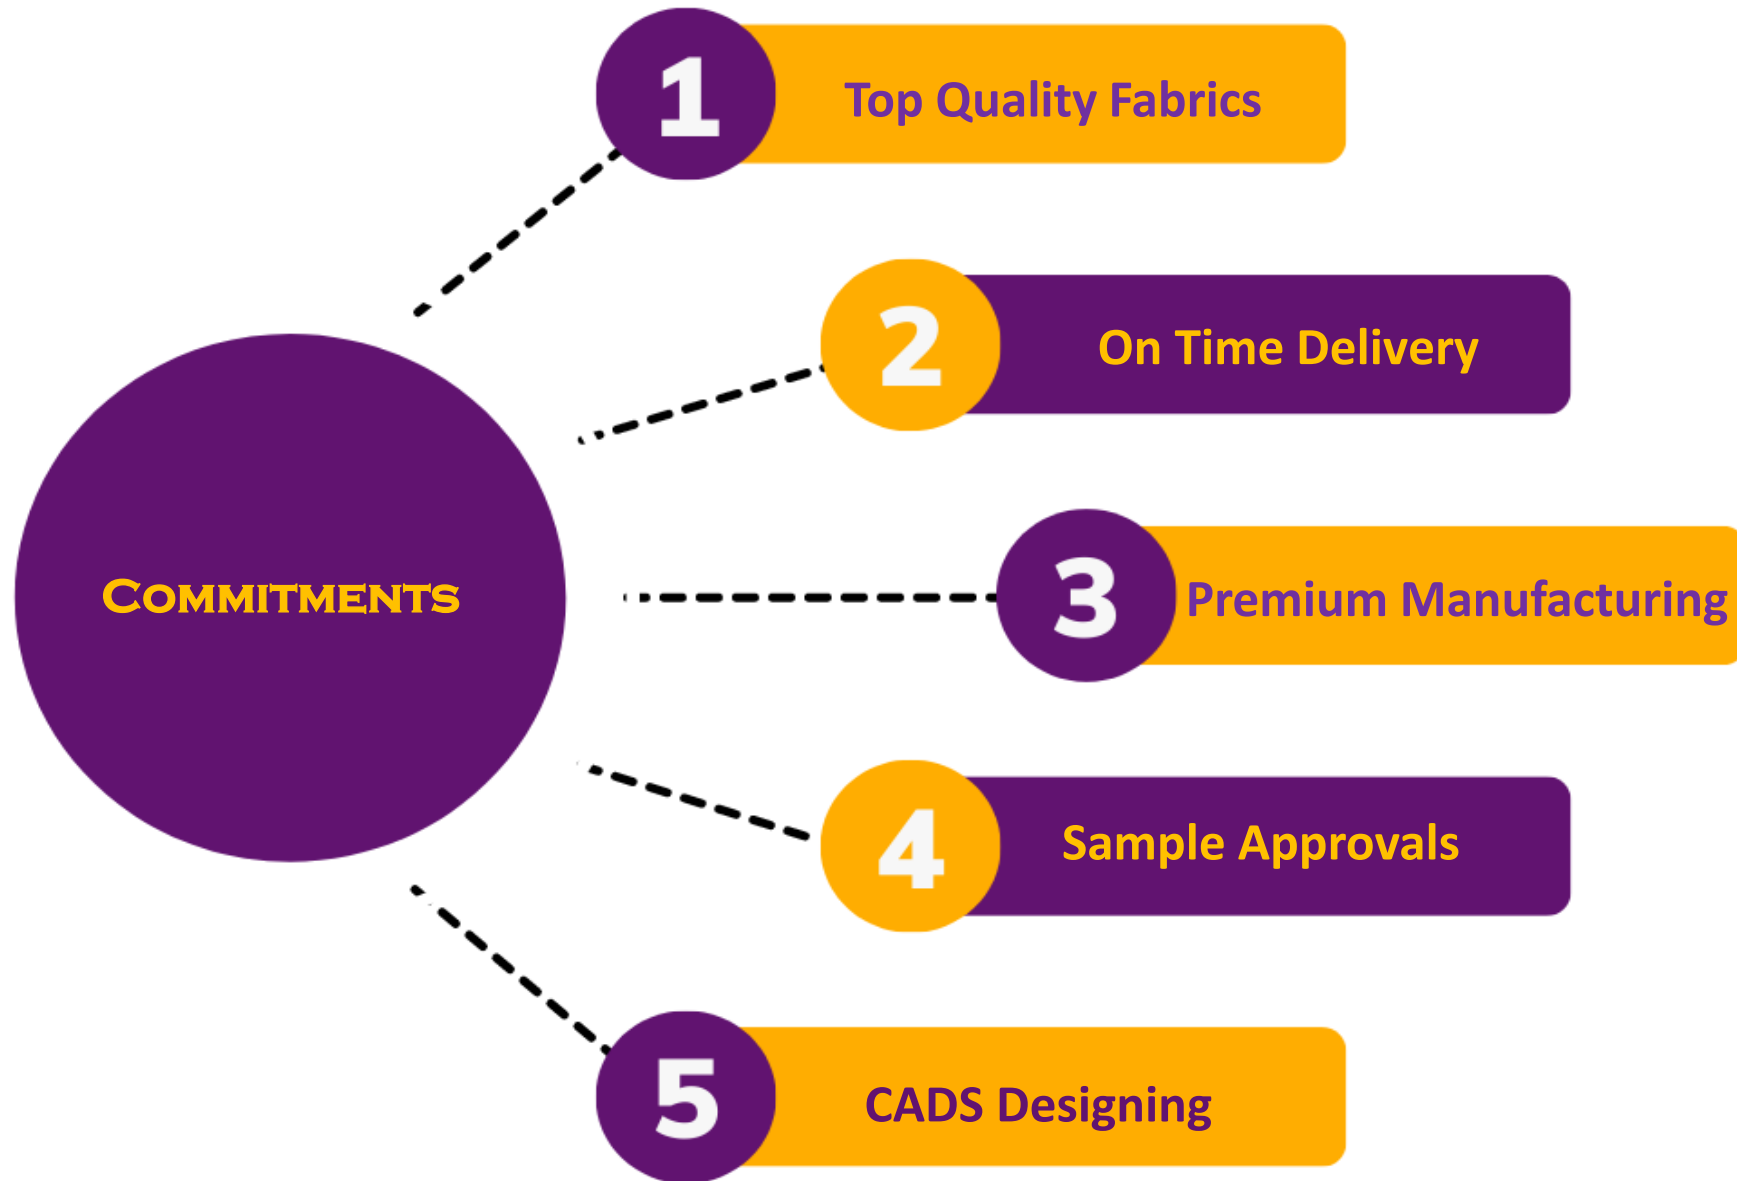 1
Top Quality Fabrics
2
On Time Delivery
Commitments
3
Premium Manufacturing
4
Sample Approvals
5
CADS Designing